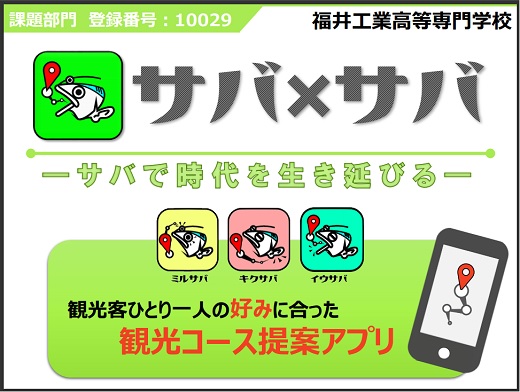 課題部門 登録番号:10029
福井工業高等専門学校
サバ×サバ
ーサバで時代を生き延びるー
ミルサバ キクサバ イウサバ
観光客ひとり一人の好みに合った
観光コース提案アプリ